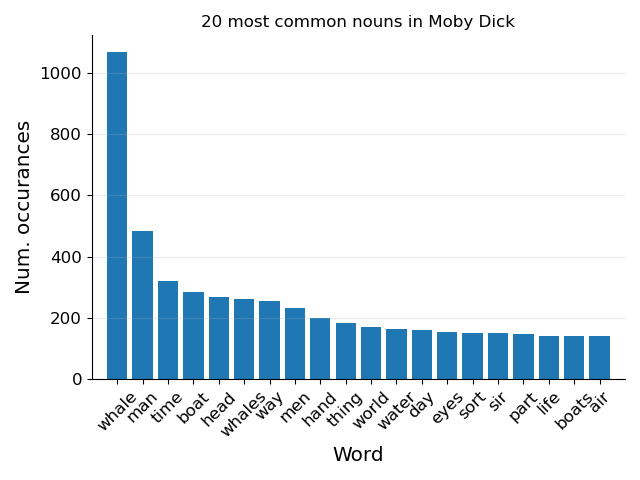 20 most common nouns in Moby Dick
Num. occurances
1000
800
600
400
200
0
whale
man
time
boat
head
whales
way
men
hand
thing
world
water
day
eyes
sort
sir
part
life
boats
air
Word